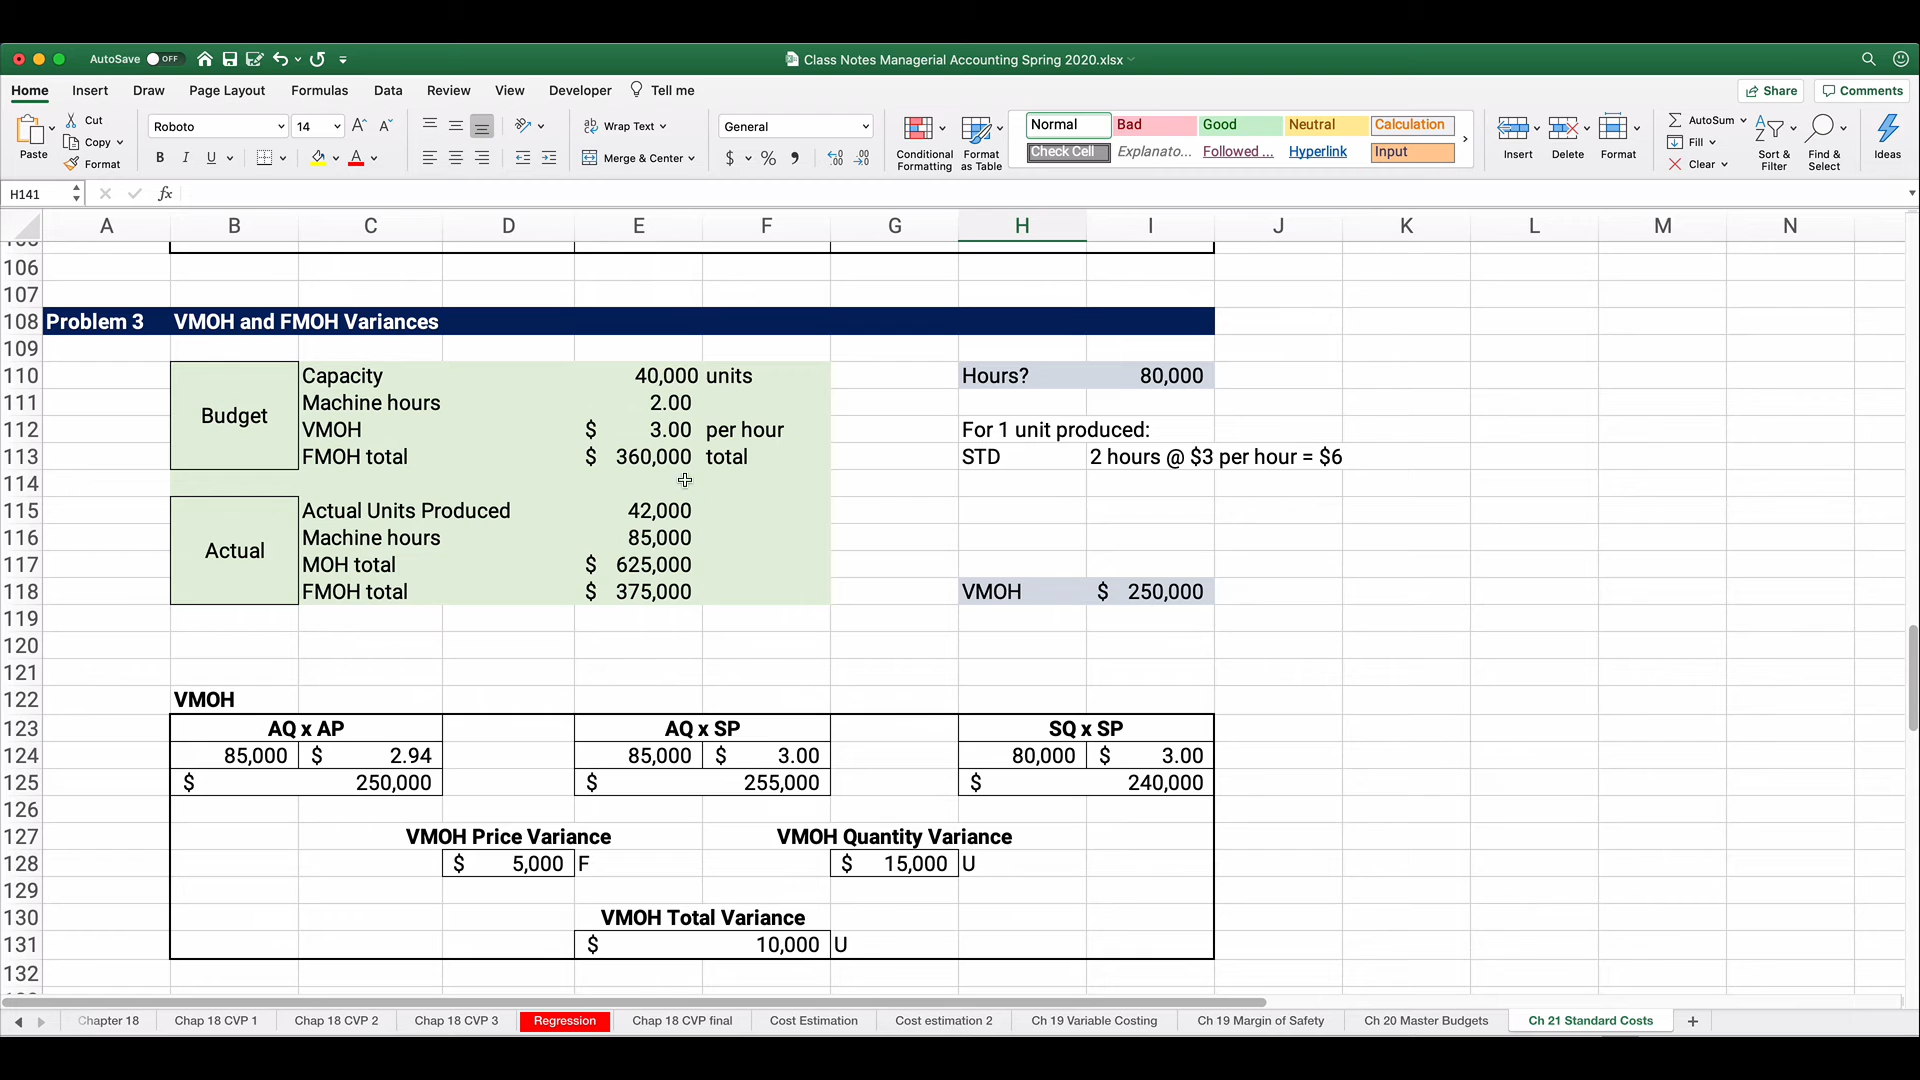 AutoSave OFF Class Notes Managerial Accounting Spring 2020.xlsx
Home Insert Draw Page Layout Formulas Data Review View Developer Tell me Share Comments
Paste Cut Copy Format
Roboto 14 A A
B I U A
Wrap Text
Merge & Center
General
$ % ,
Conditional Formatting
Format as Table
Normal Bad Good Neutral Calculation
Check Cell Explanato... Followed ... Hyperlink Input
Insert Delete Format
AutoSum
Fill
Clear
Sort & Filter
Find & Select
Ideas
H141 fx
A B C D E F G H I J K L M N
106
107
108 Problem 3 VMOH and FMOH Variances
109
110 Capacity 40,000 units Hours? 80,000
111 Budget Machine hours 2.00
112 VMOH $ 3.00 per hour For 1 unit produced:
113 FMOH total $ 360,000 total STD 2 hours @ $3 per hour = $6
114
115 Actual Units Produced 42,000
116 Actual Machine hours 85,000
117 MOH total $ 625,000
118 FMOH total $ 375,000 VMOH $ 250,000
119
120
121
122 VMOH
123 AQ x AP AQ x SP SQ x SP
124 85,000 $ 2.94 85,000 $ 3.00 80,000 $ 3.00
125 $ 250,000 $ 255,000 $ 240,000
126
127 VMOH Price Variance VMOH Quantity Variance
128 $ 5,000 F $ 15,000 U
129
130 VMOH Total Variance
131 $ 10,000 U
132
Chapter 18 Chap 18 CVP 1 Chap 18 CVP 2 Chap 18 CVP 3 Regression Chap 18 CVP final Cost Estimation Cost estimation 2 Ch 19 Variable Costing Ch 19 Margin of Safety Ch 20 Master Budgets Ch 21 Standard Costs +